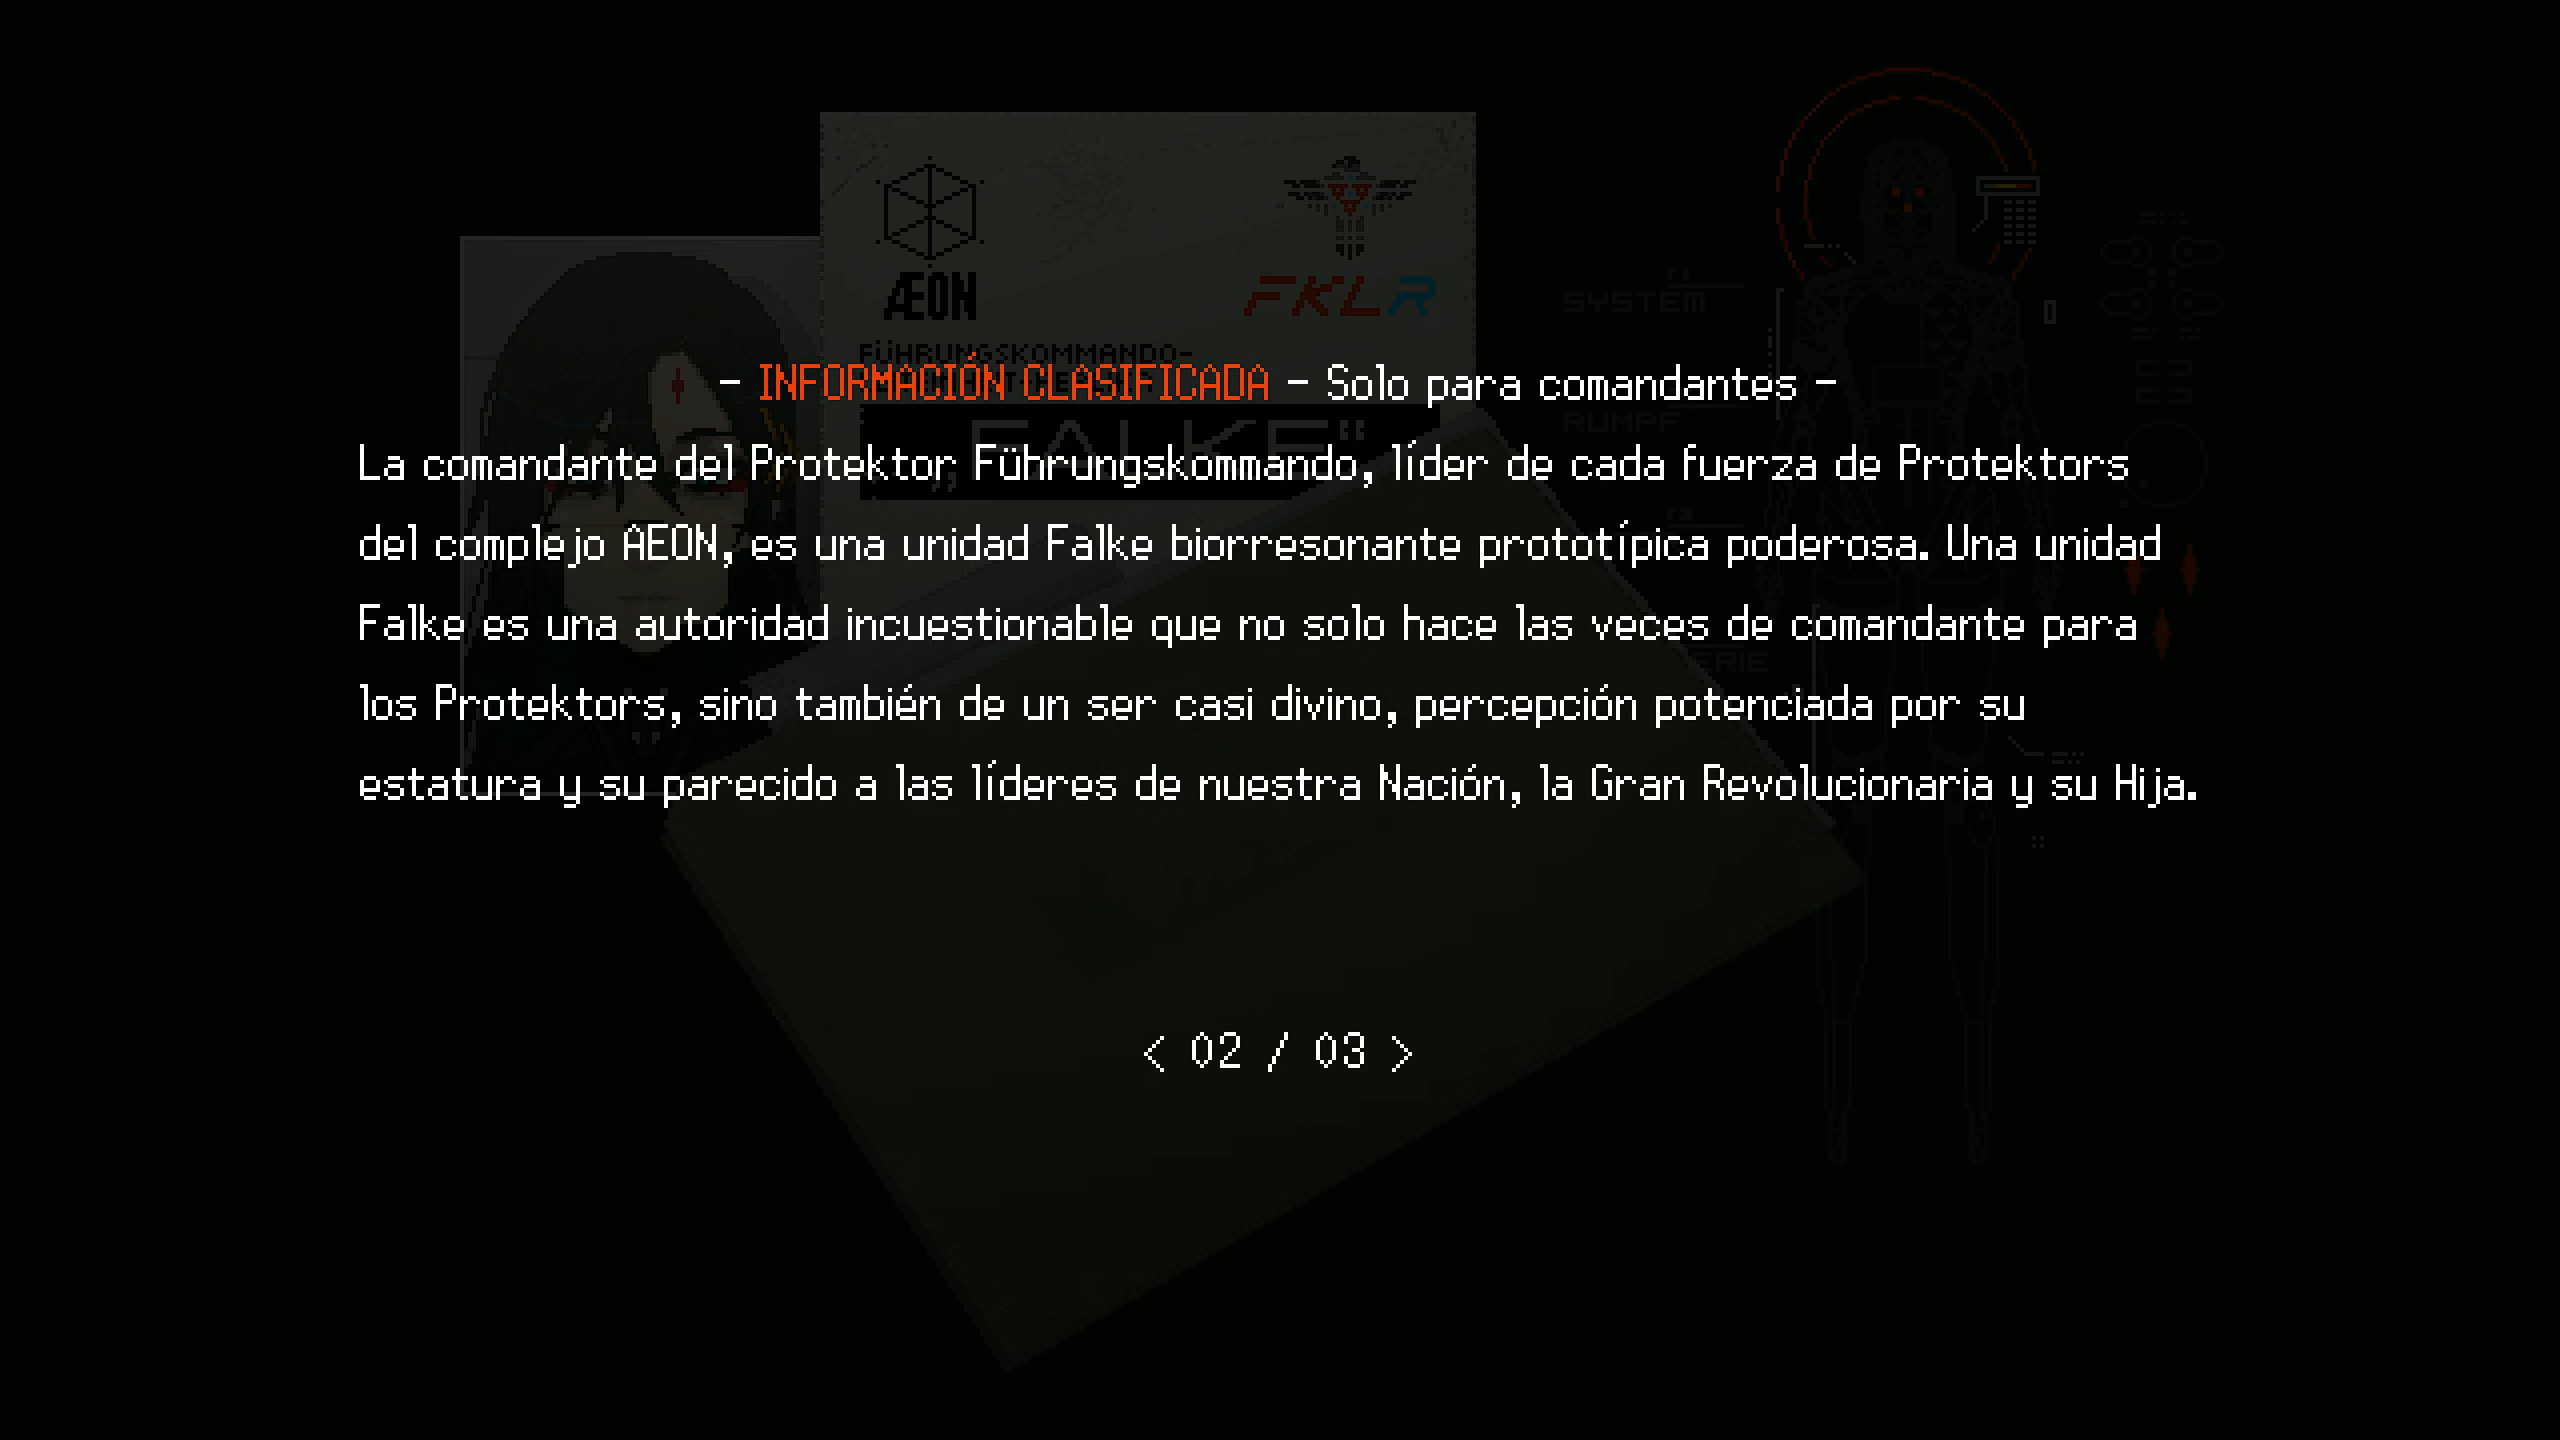 ÆON
FKLR
FÜHRUNGSKOMMANDO-
SYSTEM
- INFORMACIÓN CLASIFICADA - Solo para comandantes -
RUMPF
„FALKE“
La comandante del Protektor Führungskommando, líder de cada fuerza de Protektors
del complejo AEON, es una unidad Falke biorresonante prototípica poderosa. Una unidad
Falke es una autoridad incuestionable que no solo hace las veces de comandante para
los Protektors, sino también de un ser casi divino, percepción potenciada por su
estatura y su parecido a las líderes de nuestra Nación, la Gran Revolucionaria y su Hija.
< 02 / 03 >